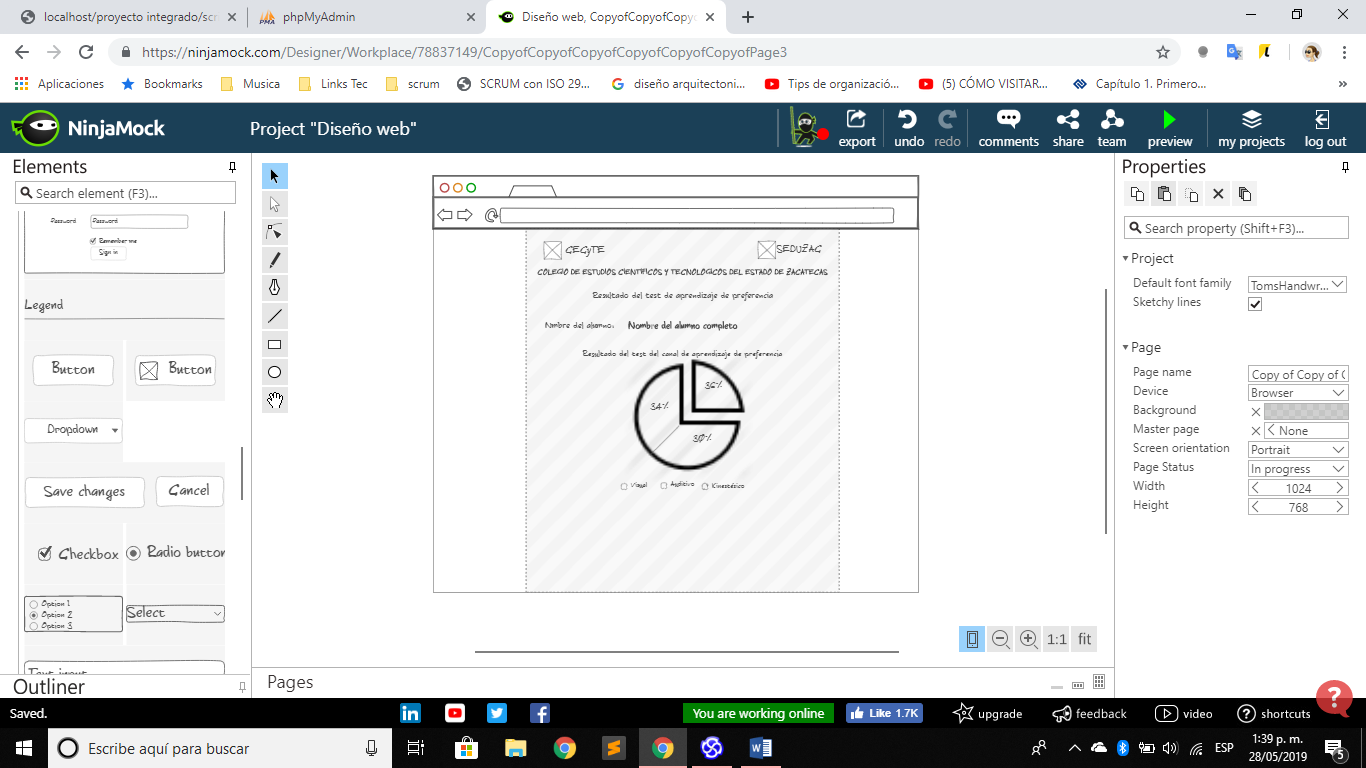 localhost/proyecto integrado/scr
phpMyAdmin
Diseño web, CopyofCopyofCopyo
https://ninjamock.com/Designer/Workplace/78837149/CopyofCopyofCopyofCopyofCopyofCopyofPage3
Aplicaciones
Bookmarks
Musica
Links Tec
scrum
SCRUM con ISO 29...
diseño arquitectoni...
Tips de organizació...
(5) CÓMO VISITAR...
Capítulo 1. Primero...
NinjaMock
Project "Diseño web"
export
undo
redo
comments
share
team
preview
my projects
log out
Elements
Search element (F3)...
Password
Password
Remember me
Sign in
Legend
Button
Button
Dropdown
Save changes
Cancel
Checkbox
Radio button
Option 1
Option 2
Option 3
Select
Text input
Outliner
CECyTE
SEDUZAC
COLEGIO DE ESTUDIOS CIENTÍFICOS Y TECNOLOGICOS DEL ESTADO DE ZACATECAS
Resultado del test de aprendizaje de preferencia
Nombre del alumno:
Nombre del alumno completo
Resultado del test del canal de aprendizaje de preferencia
36%
34%
30%
Visual
Auditivo
Kinestésico
1:1
fit
Pages
Properties
Search property (Shift+F3)...
Project
Default font family
TomsHandwr...
Sketchy lines
Page
Page name
Copy of Copy of C
Device
Browser
Background
Master page
None
Screen orientation
Portrait
Page Status
In progress
Width
1024
Height
768
Saved.
You are working online
Like 1.7K
upgrade
feedback
video
shortcuts
Escribe aquí para buscar
ESP
1:39 p. m.
28/05/2019
5